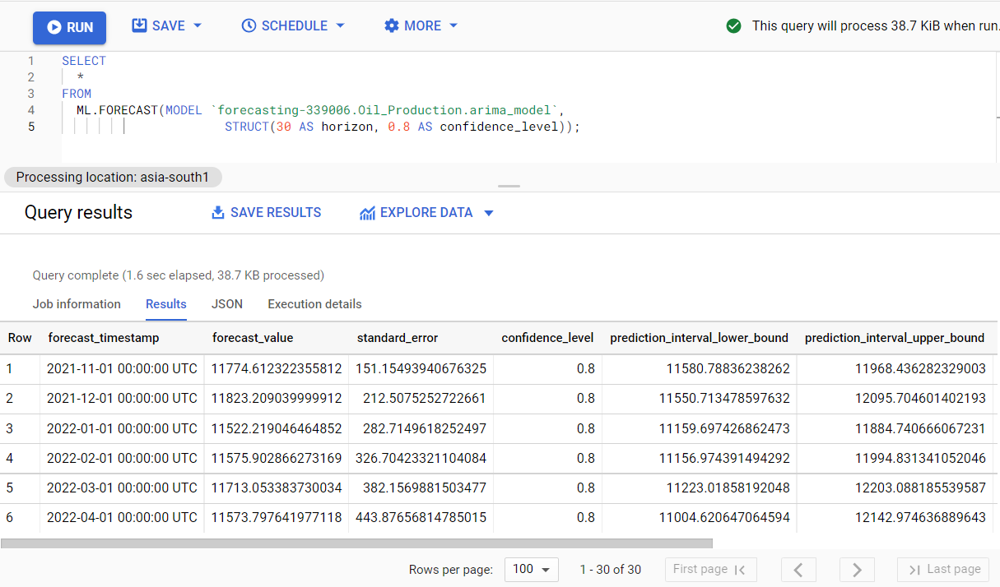 RUN SAVE SCHEDULE MORE This query will process 38.7 KiB when run.
1 SELECT
2 *
3 FROM
4 ML.FORECAST(MODEL `forecasting-339006.Oil_Production.arima_model`,
5 STRUCT(30 AS horizon, 0.8 AS confidence_level));
Processing location: asia-south1
Query results SAVE RESULTS EXPLORE DATA
Query complete (1.6 sec elapsed, 38.7 KB processed)
Job information Results JSON Execution details
Row forecast_timestamp forecast_value standard_error confidence_level prediction_interval_lower_bound prediction_interval_upper_bound
1 2021-11-01 00:00:00 UTC 11774.612322355812 151.15493940676325 0.8 11580.78836238262 11968.436282329003
2 2021-12-01 00:00:00 UTC 11823.209039999912 212.5075252722661 0.8 11550.713478597632 12095.704601402193
3 2022-01-01 00:00:00 UTC 11522.219046464852 282.7149618252497 0.8 11159.697426862473 11884.740666067231
4 2022-02-01 00:00:00 UTC 11575.902866273169 326.70423321104084 0.8 11156.974391494292 11994.831341052046
5 2022-03-01 00:00:00 UTC 11713.053383730034 382.1569881503477 0.8 11223.01858192048 12203.088185539587
6 2022-04-01 00:00:00 UTC 11573.797641977118 443.87656814785015 0.8 11004.620647064594 12142.974636889643
Rows per page: 100 1 - 30 of 30 First page Last page